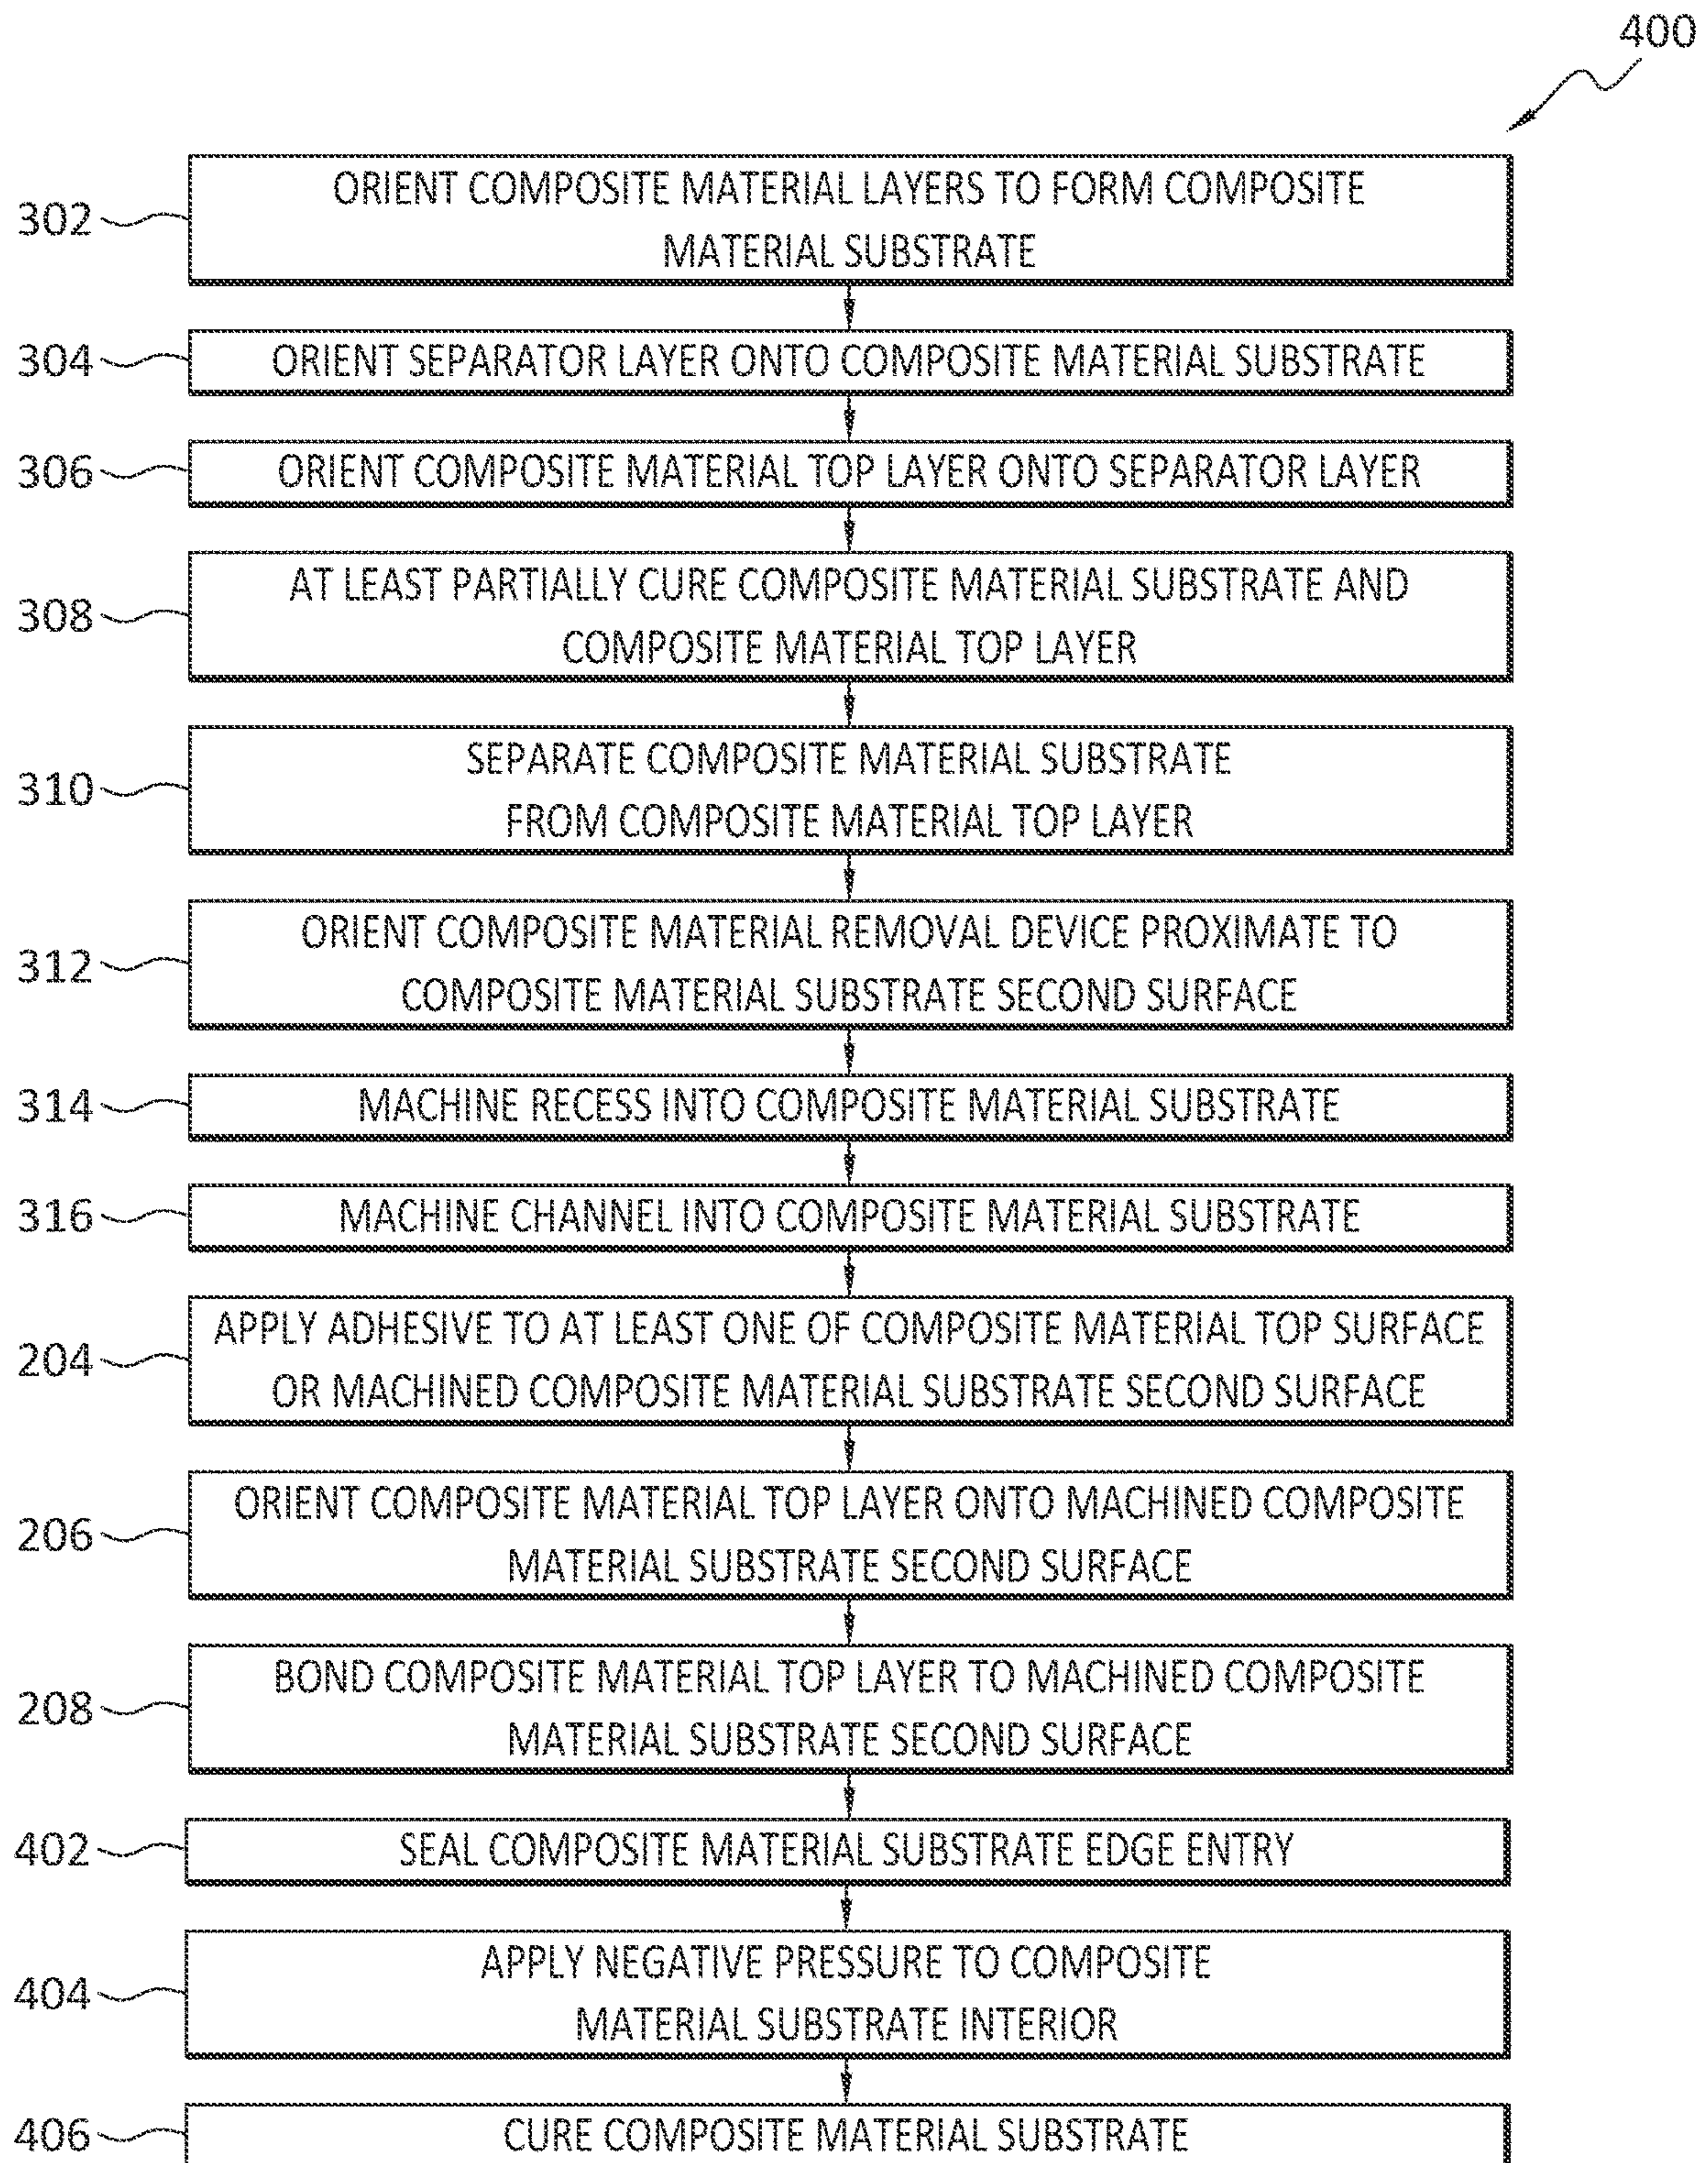 400
302
ORIENT COMPOSITE MATERIAL LAYERS TO FORM COMPOSITE
MATERIAL SUBSTRATE
304
ORIENT SEPARATOR LAYER ONTO COMPOSITE MATERIAL SUBSTRATE
306
ORIENT COMPOSITE MATERIAL TOP LAYER ONTO SEPARATOR LAYER
308
AT LEAST PARTIALLY CURE COMPOSITE MATERIAL SUBSTRATE AND
COMPOSITE MATERIAL TOP LAYER
310
SEPARATE COMPOSITE MATERIAL SUBSTRATE
FROM COMPOSITE MATERIAL TOP LAYER
312
ORIENT COMPOSITE MATERIAL REMOVAL DEVICE PROXIMATE TO
COMPOSITE MATERIAL SUBSTRATE SECOND SURFACE
314
MACHINE RECESS INTO COMPOSITE MATERIAL SUBSTRATE
316
MACHINE CHANNEL INTO COMPOSITE MATERIAL SUBSTRATE
204
APPLY ADHESIVE TO AT LEAST ONE OF COMPOSITE MATERIAL TOP SURFACE
OR MACHINED COMPOSITE MATERIAL SUBSTRATE SECOND SURFACE
206
ORIENT COMPOSITE MATERIAL TOP LAYER ONTO MACHINED COMPOSITE
MATERIAL SUBSTRATE SECOND SURFACE
208
BOND COMPOSITE MATERIAL TOP LAYER TO MACHINED COMPOSITE
MATERIAL SUBSTRATE SECOND SURFACE
402
SEAL COMPOSITE MATERIAL SUBSTRATE EDGE ENTRY
404
APPLY NEGATIVE PRESSURE TO COMPOSITE
MATERIAL SUBSTRATE INTERIOR
406
CURE COMPOSITE MATERIAL SUBSTRATE